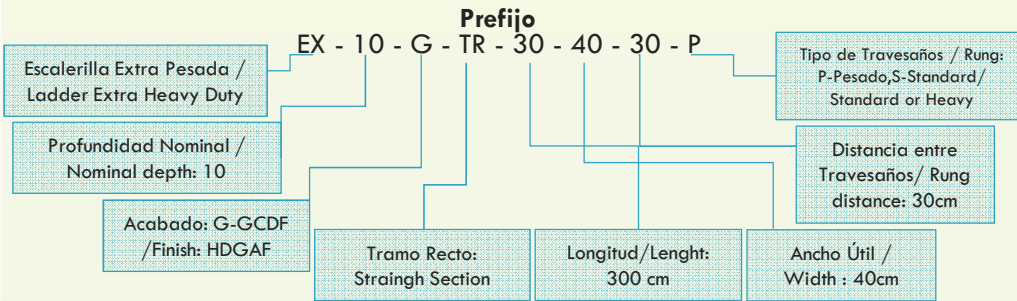 Prefijo
EX - 10 - G - TR - 30 - 40 - 30 - P
Escalerilla Extra Pesada /
Ladder Extra Heavy Duty
Tipo de Travesaños / Rung:
P-Pesado,S-Standard/
Standard or Heavy
Profundidad Nominal /
Nominal depth: 10
Distancia entre
Travesaños/ Rung
distance: 30cm
Acabado: G-GCDF
/Finish: HDGAF
Tramo Recto:
Straingh Section
Longitud/Lenght:
300 cm
Ancho Útil /
Width : 40cm